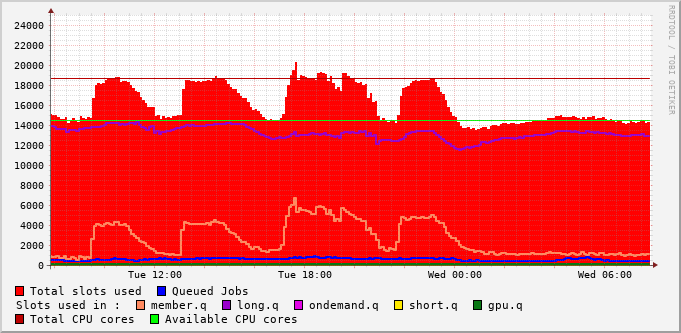 RRDTOOL / TOBI OETIKER
24000
22000
20000
18000
16000
14000
12000
10000
8000
6000
4000
2000
0
Tue 12:00 Tue 18:00 Wed 00:00 Wed 06:00
Total slots used Queued Jobs
Slots used in : member.q long.q ondemand.q short.q gpu.q
Total CPU cores Available CPU cores